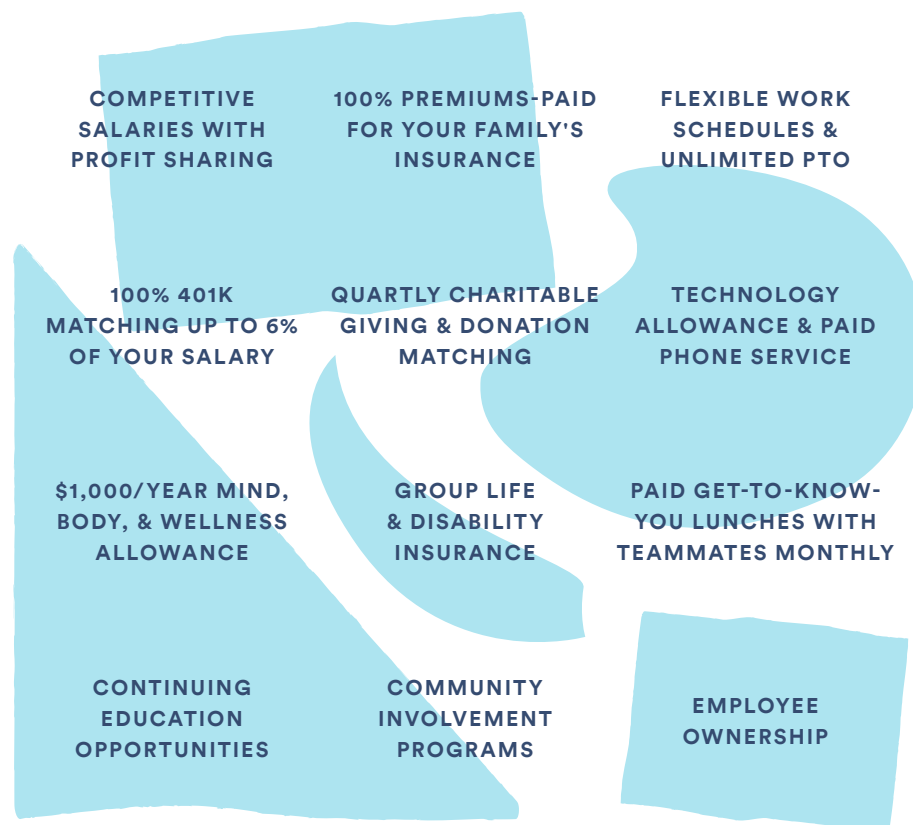 COMPETITIVE
SALARIES WITH
PROFIT SHARING
100% PREMIUMS-PAID
FOR YOUR FAMILY'S
INSURANCE
FLEXIBLE WORK
SCHEDULES &
UNLIMITED PTO
100% 401K
MATCHING UP TO 6%
OF YOUR SALARY
QUARTLY CHARITABLE
GIVING & DONATION
MATCHING
TECHNOLOGY
ALLOWANCE & PAID
PHONE SERVICE
$1,000/YEAR MIND,
BODY, & WELLNESS
ALLOWANCE
GROUP LIFE
& DISABILITY
INSURANCE
PAID GET-TO-KNOW-
YOU LUNCHES WITH
TEAMMATES MONTHLY
CONTINUING
EDUCATION
OPPORTUNITIES
COMMUNITY
INVOLVEMENT
PROGRAMS
EMPLOYEE
OWNERSHIP